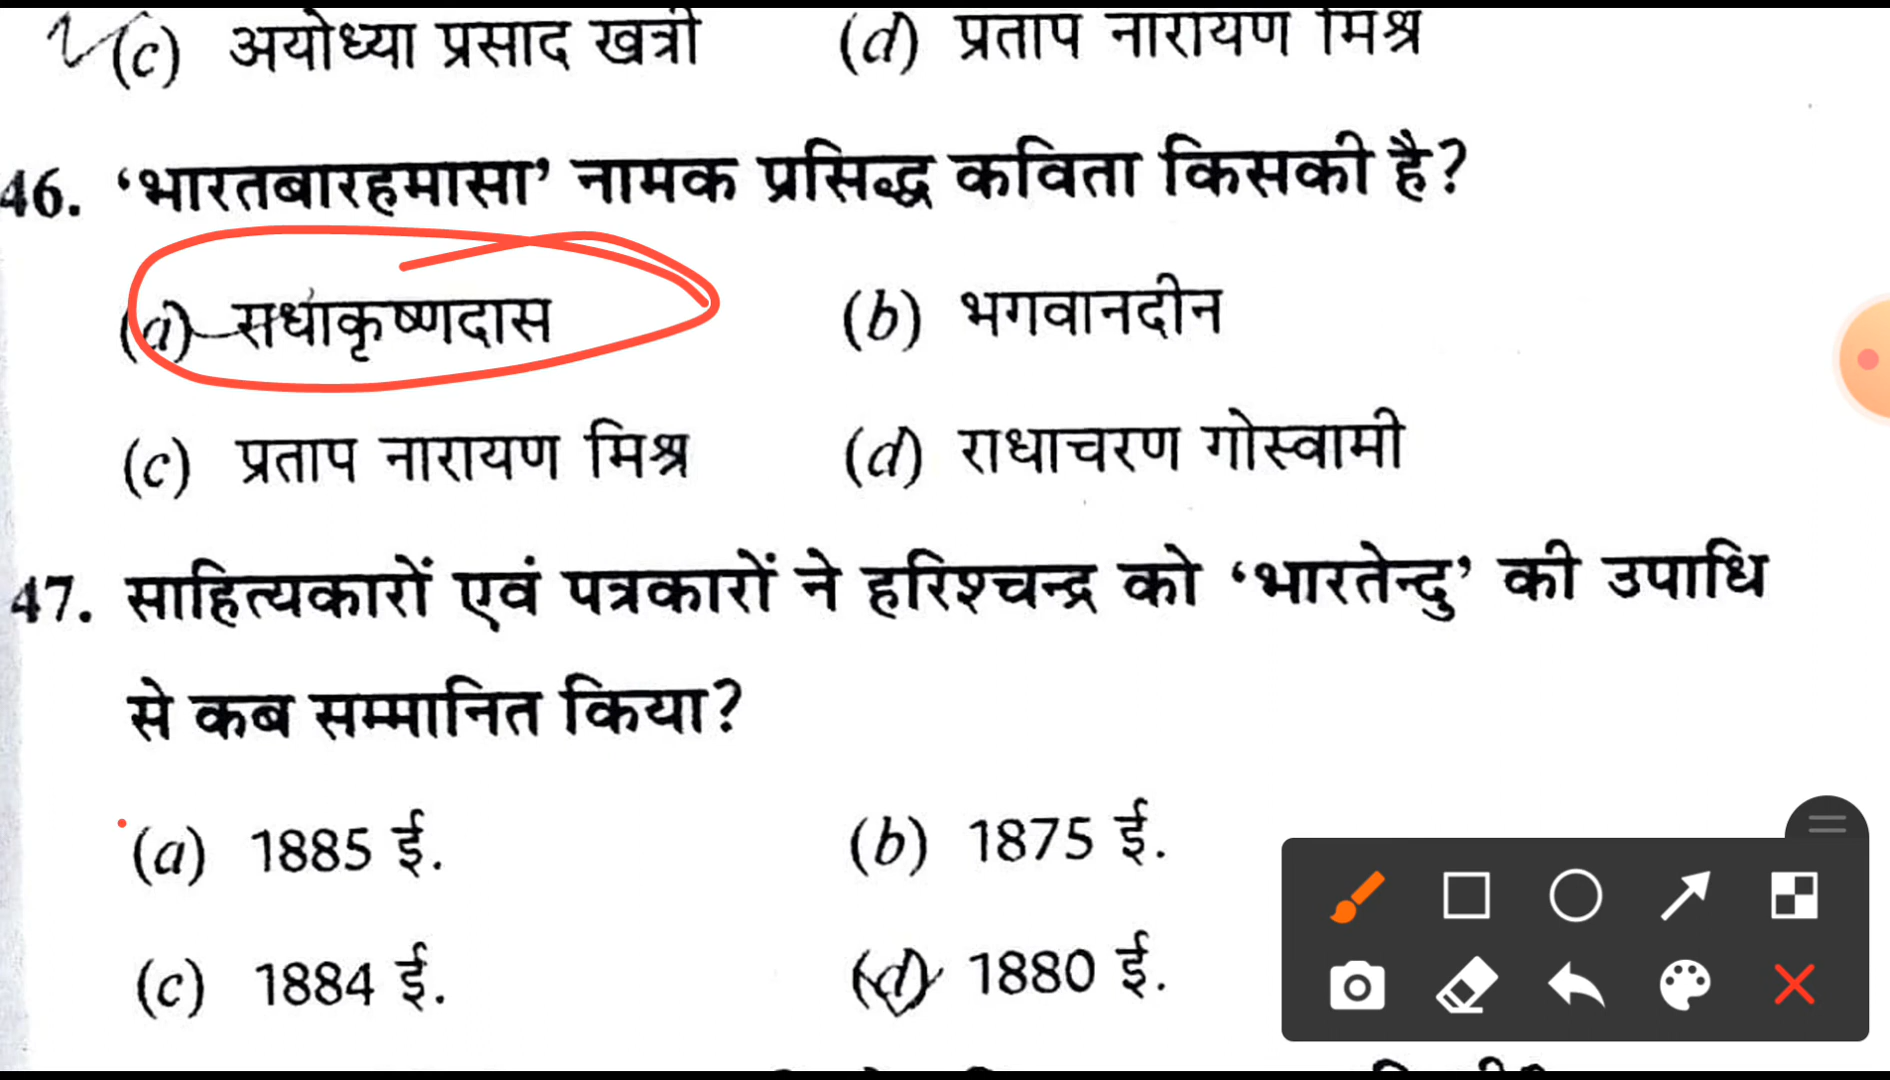 (c) अयोध्या प्रसाद खत्री (d) प्रताप नारायण मिश्र
46. ‘भारतबारहमासा’ नामक प्रसिद्ध कविता किसकी है?
(a) राधाकृष्णदास (b) भगवानदीन
(c) प्रताप नारायण मिश्र (d) राधाचरण गोस्वामी
47. साहित्यकारों एवं पत्रकारों ने हरिश्चन्द्र को ‘भारतेन्दु’ की उपाधि
से कब सम्मानित किया?
(a) 1885 ई. (b) 1875 ई.
(c) 1884 ई. (d) 1880 ई.